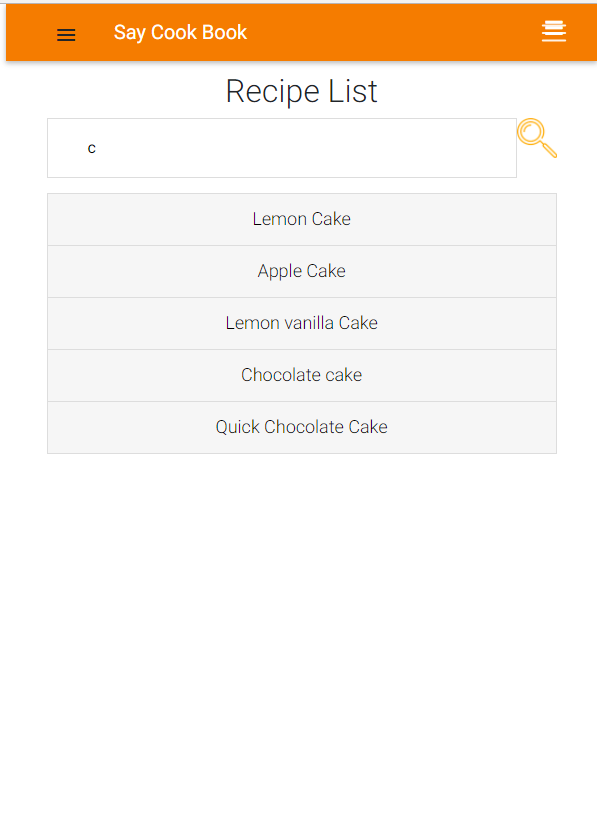 Say Cook Book
Recipe List
c
Lemon Cake
Apple Cake
Lemon vanilla Cake
Chocolate cake
Quick Chocolate Cake